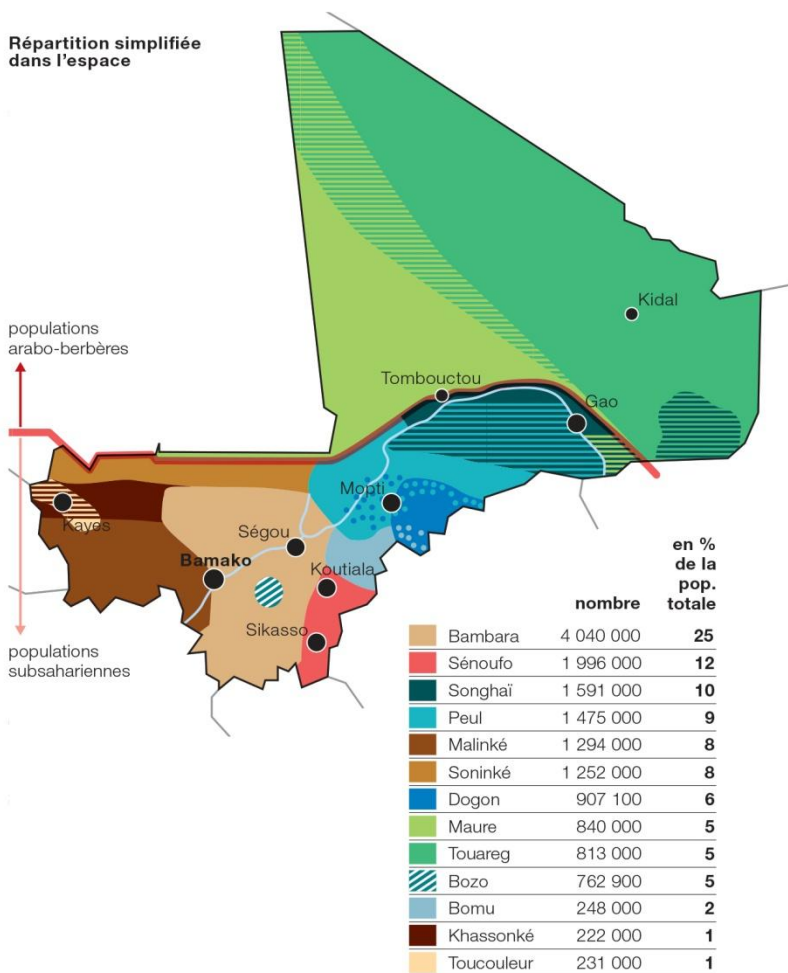 Répartition simplifiée
dans l'espace
Kidal
populations
arabo-berbères
Tombouctou
Gao
Mopti
Kayes
Ségou
Bamako
Koutiala
Sikasso
populations
subsahariennes
en %
de la
pop.
nombre totale
Bambara 4 040 000 25
Sénoufo 1 996 000 12
Songhaï 1 591 000 10
Peul 1 475 000 9
Malinké 1 294 000 8
Soninké 1 252 000 8
Dogon 907 100 6
Maure 840 000 5
Touareg 813 000 5
Bozo 762 900 5
Bomu 248 000 2
Khassonké 222 000 1
Toucouleur 231 000 1